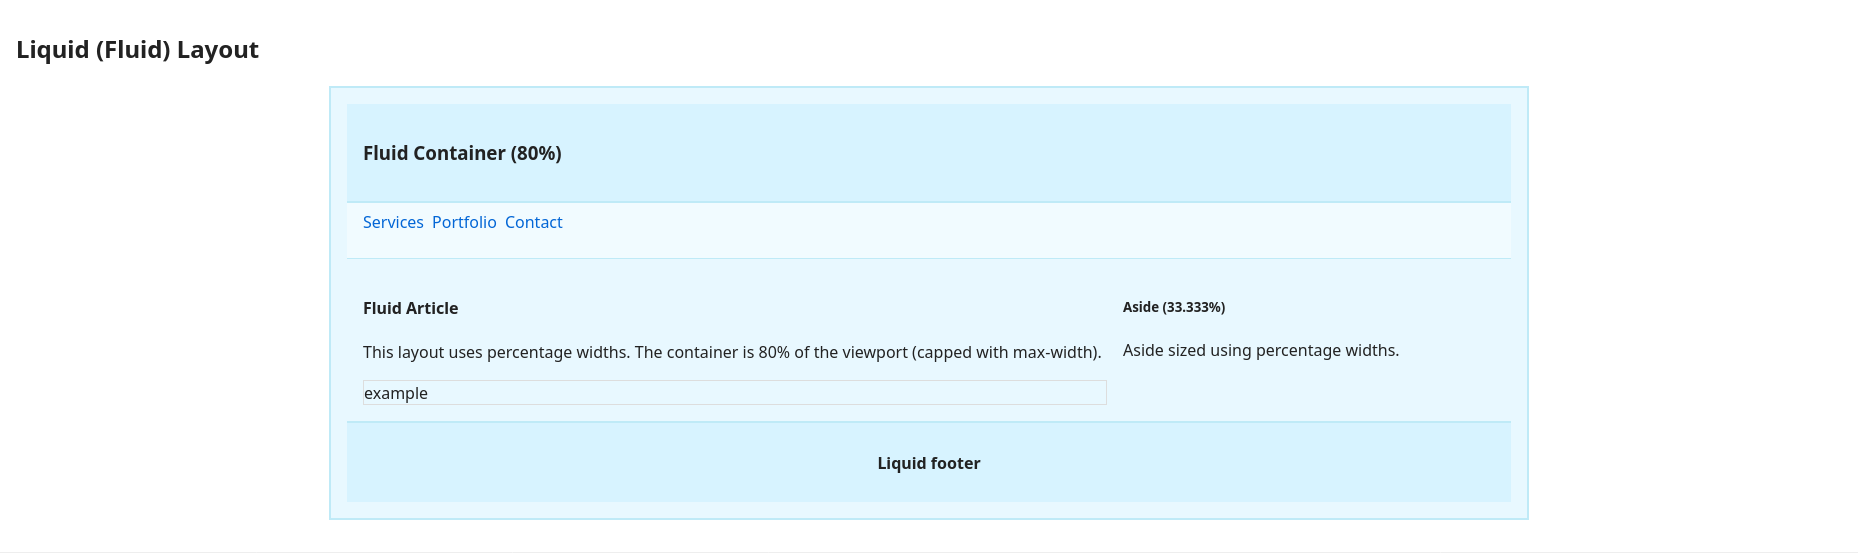 Liquid (Fluid) Layout
Fluid Container (80%)
Services Portfolio Contact
Fluid Article
This layout uses percentage widths. The container is 80% of the viewport (capped with max-width).
example
Aside (33.333%)
Aside sized using percentage widths.
Liquid footer